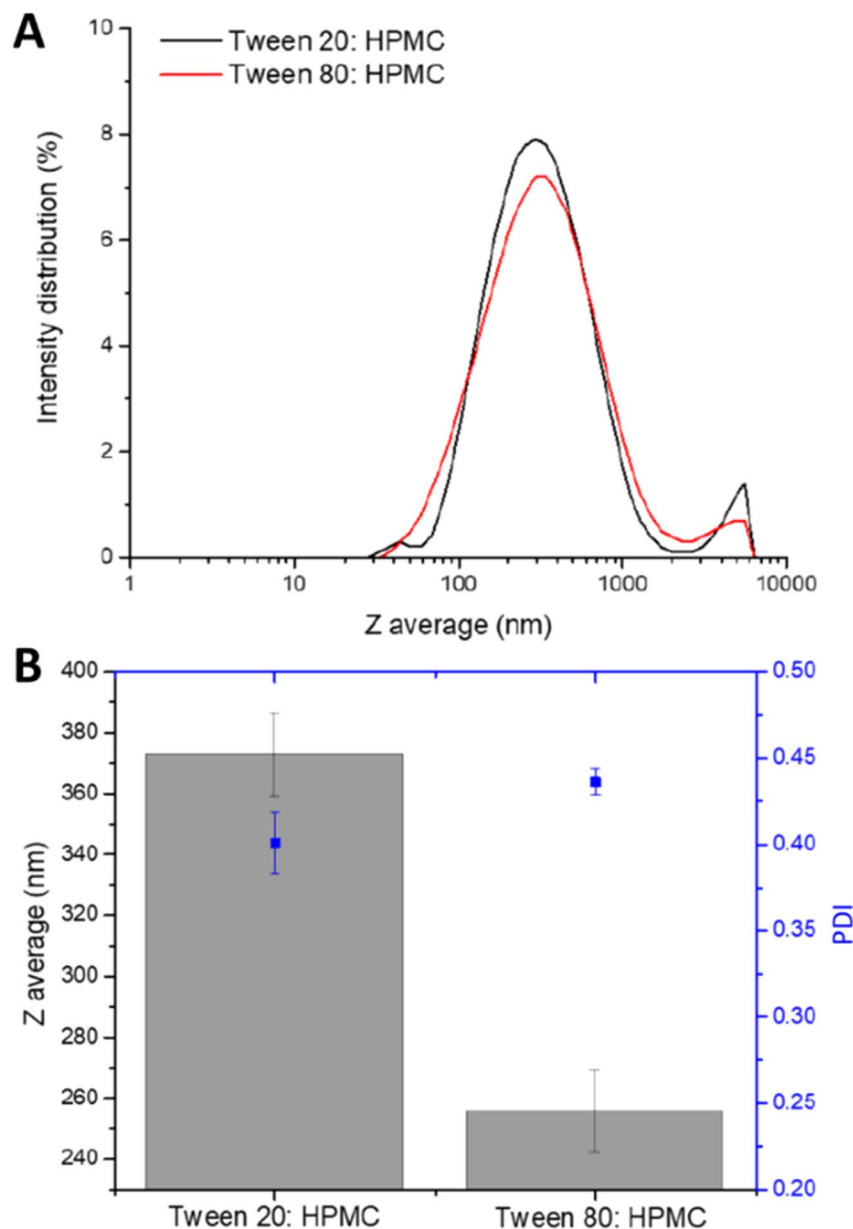 A
Tween 20: HPMC
Tween 80: HPMC
10
8
6
4
2
0
Intensity distribution (%)
1
10
100
1000
10000
Z average (nm)
B
400
380
360
340
320
300
280
260
240
Z average (nm)
0.50
0.45
0.40
0.35
0.30
0.25
0.20
PDI
Tween 20: HPMC
Tween 80: HPMC